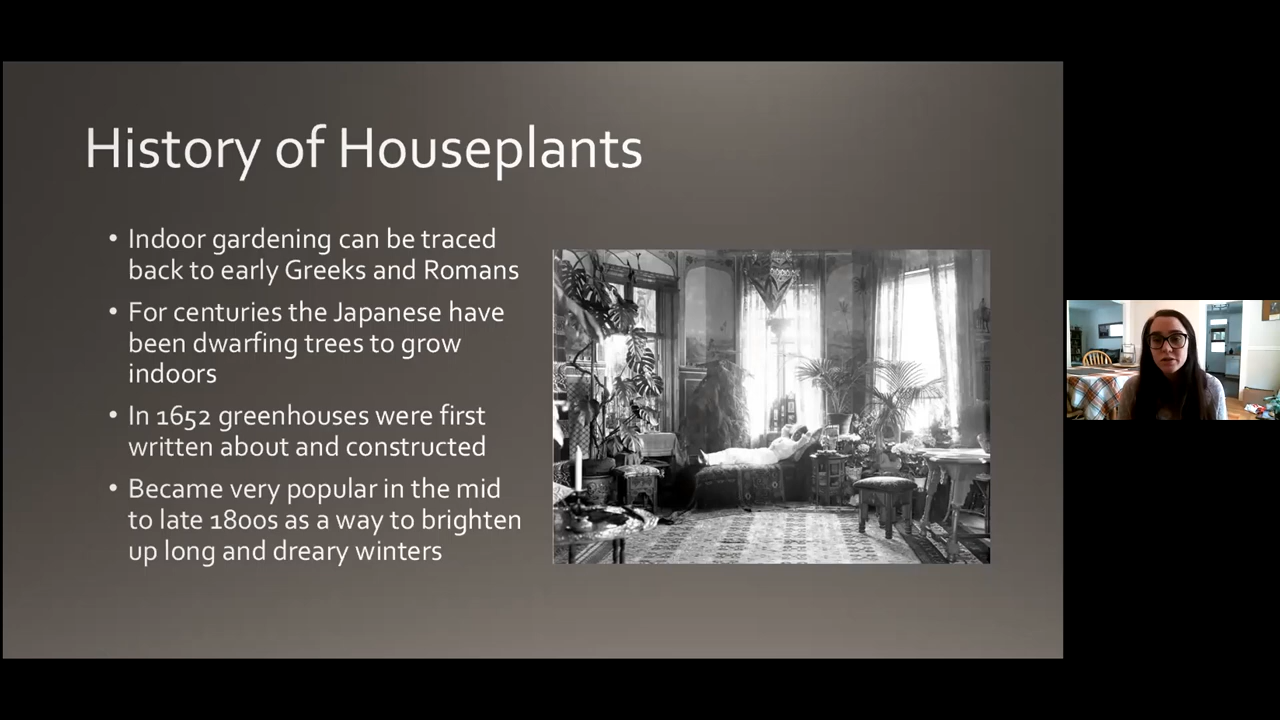 History of Houseplants
• Indoor gardening can be traced
back to early Greeks and Romans
• For centuries the Japanese have
been dwarfing trees to grow
indoors
• In 1652 greenhouses were first
written about and constructed
• Became very popular in the mid
to late 1800s as a way to brighten
up long and dreary winters